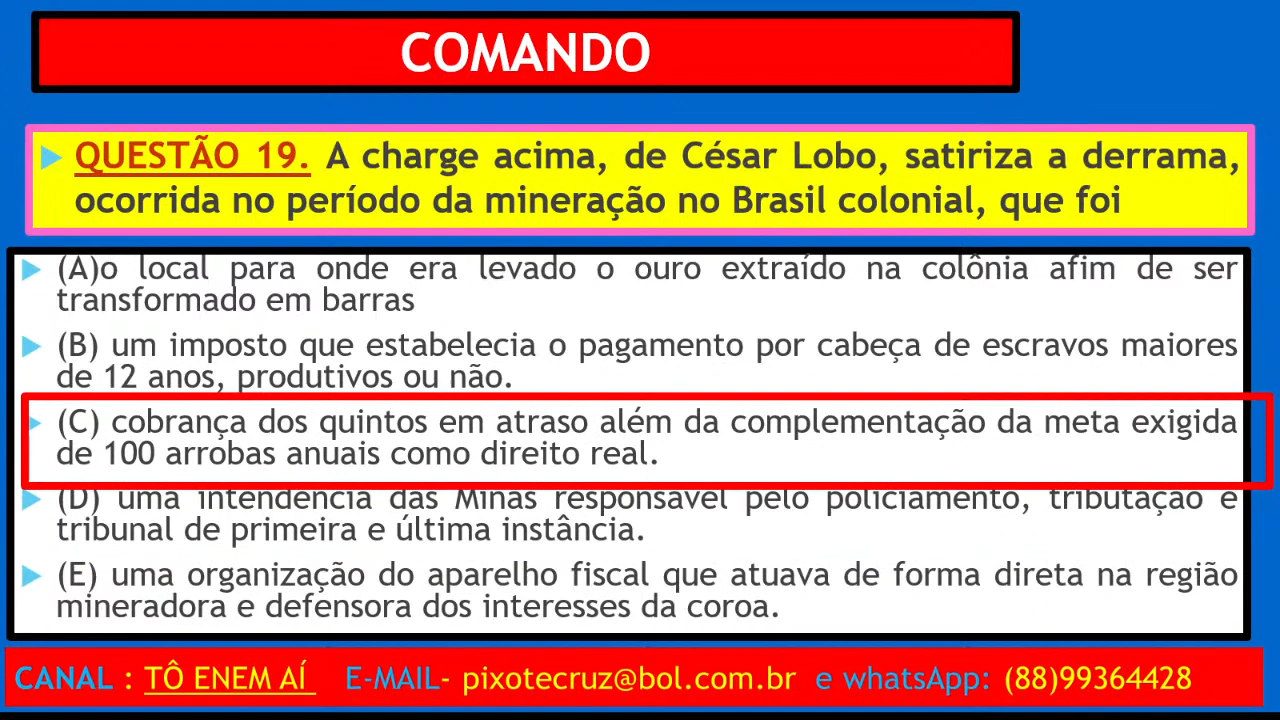 COMANDO
QUESTÃO 19. A charge acima, de César Lobo, satiriza a derrama,
ocorrida no período da mineração no Brasil colonial, que foi
(A)o local para onde era levado o ouro extraído na colônia afim de ser
transformado em barras
(B) um imposto que estabelecia o pagamento por cabeça de escravos maiores
de 12 anos, produtivos ou não.
(C) cobrança dos quintos em atraso além da complementação da meta exigida
de 100 arrobas anuais como direito real.
(D) uma intendência das Minas responsável pelo policiamento, tributação e
tribunal de primeira e última instância.
(E) uma organização do aparelho fiscal que atuava de forma direta na região
mineradora e defensora dos interesses da coroa.
CANAL : TÔ ENEM AÍ E-MAIL- pixotecruz@bol.com.br e whatsApp: (88)99364428